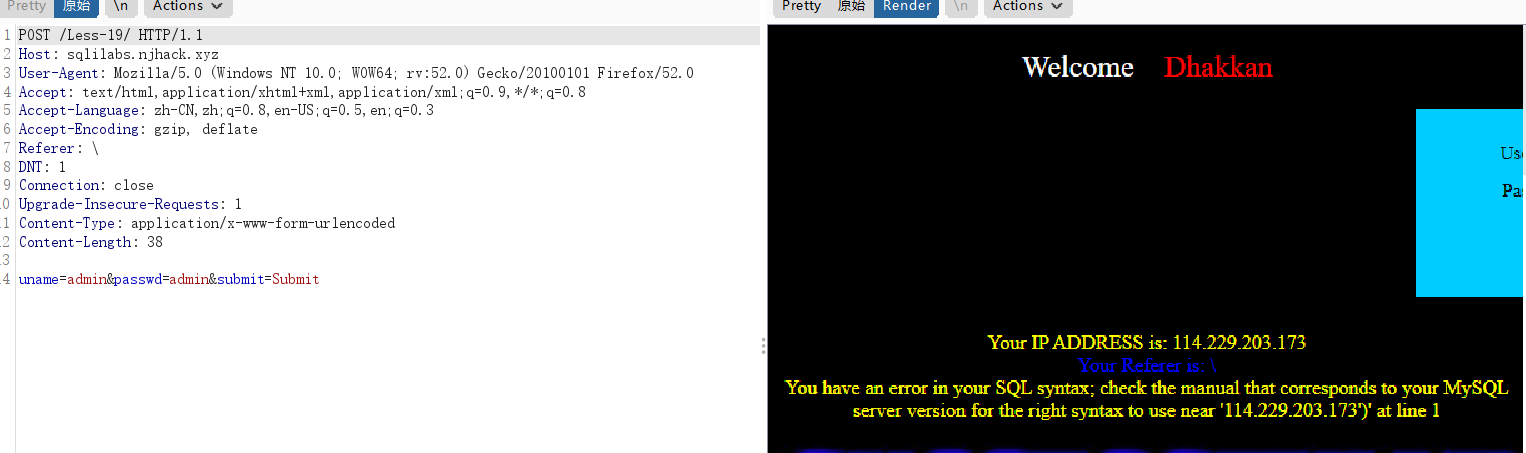 Pretty 原始 \n Actions
1 POST /Less-19/ HTTP/1.1
2 Host: sqlilabs.njhack.xyz
3 User-Agent: Mozilla/5.0 (Windows NT 10.0; WOW64; rv:52.0) Gecko/20100101 Firefox/52.0
4 Accept: text/html,application/xhtml+xml,application/xml;q=0.9,*/*;q=0.8
5 Accept-Language: zh-CN,zh;q=0.8,en-US;q=0.5,en;q=0.3
6 Accept-Encoding: gzip, deflate
7 Referer: \
8 DNT: 1
9 Connection: close
0 Upgrade-Insecure-Requests: 1
1 Content-Type: application/x-www-form-urlencoded
2 Content-Length: 38
3
4 uname=admin&passwd=admin&submit=Submit
Pretty 原始 Render \n Actions
Welcome Dhakkan
Use
Pas
Your IP ADDRESS is: 114.229.203.173
Your Referer is: \
You have an error in your SQL syntax; check the manual that corresponds to your MySQL
server version for the right syntax to use near '114.229.203.173')' at line 1